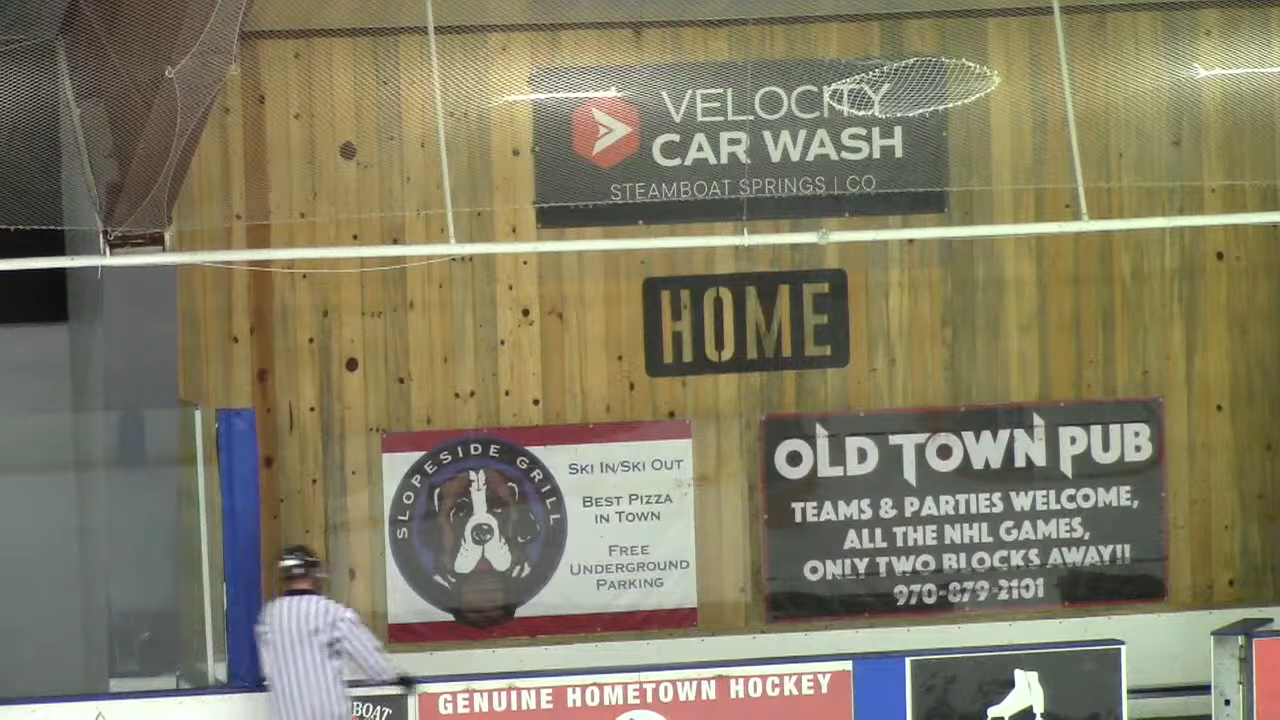 VELOCITY
CAR WASH
STEAMBOAT SPRINGS | CO
HOME
SLOPESIDE GRILL
SKI IN/SKI OUT
BEST PIZZA
IN TOWN
FREE
UNDERGROUND
PARKING
OLD TOWN PUB
TEAMS & PARTIES WELCOME,
ALL THE NHL GAMES,
ONLY TWO BLOCKS AWAY!!
970-879-2101
GENUINE HOMETOWN HOCKEY
BOAT